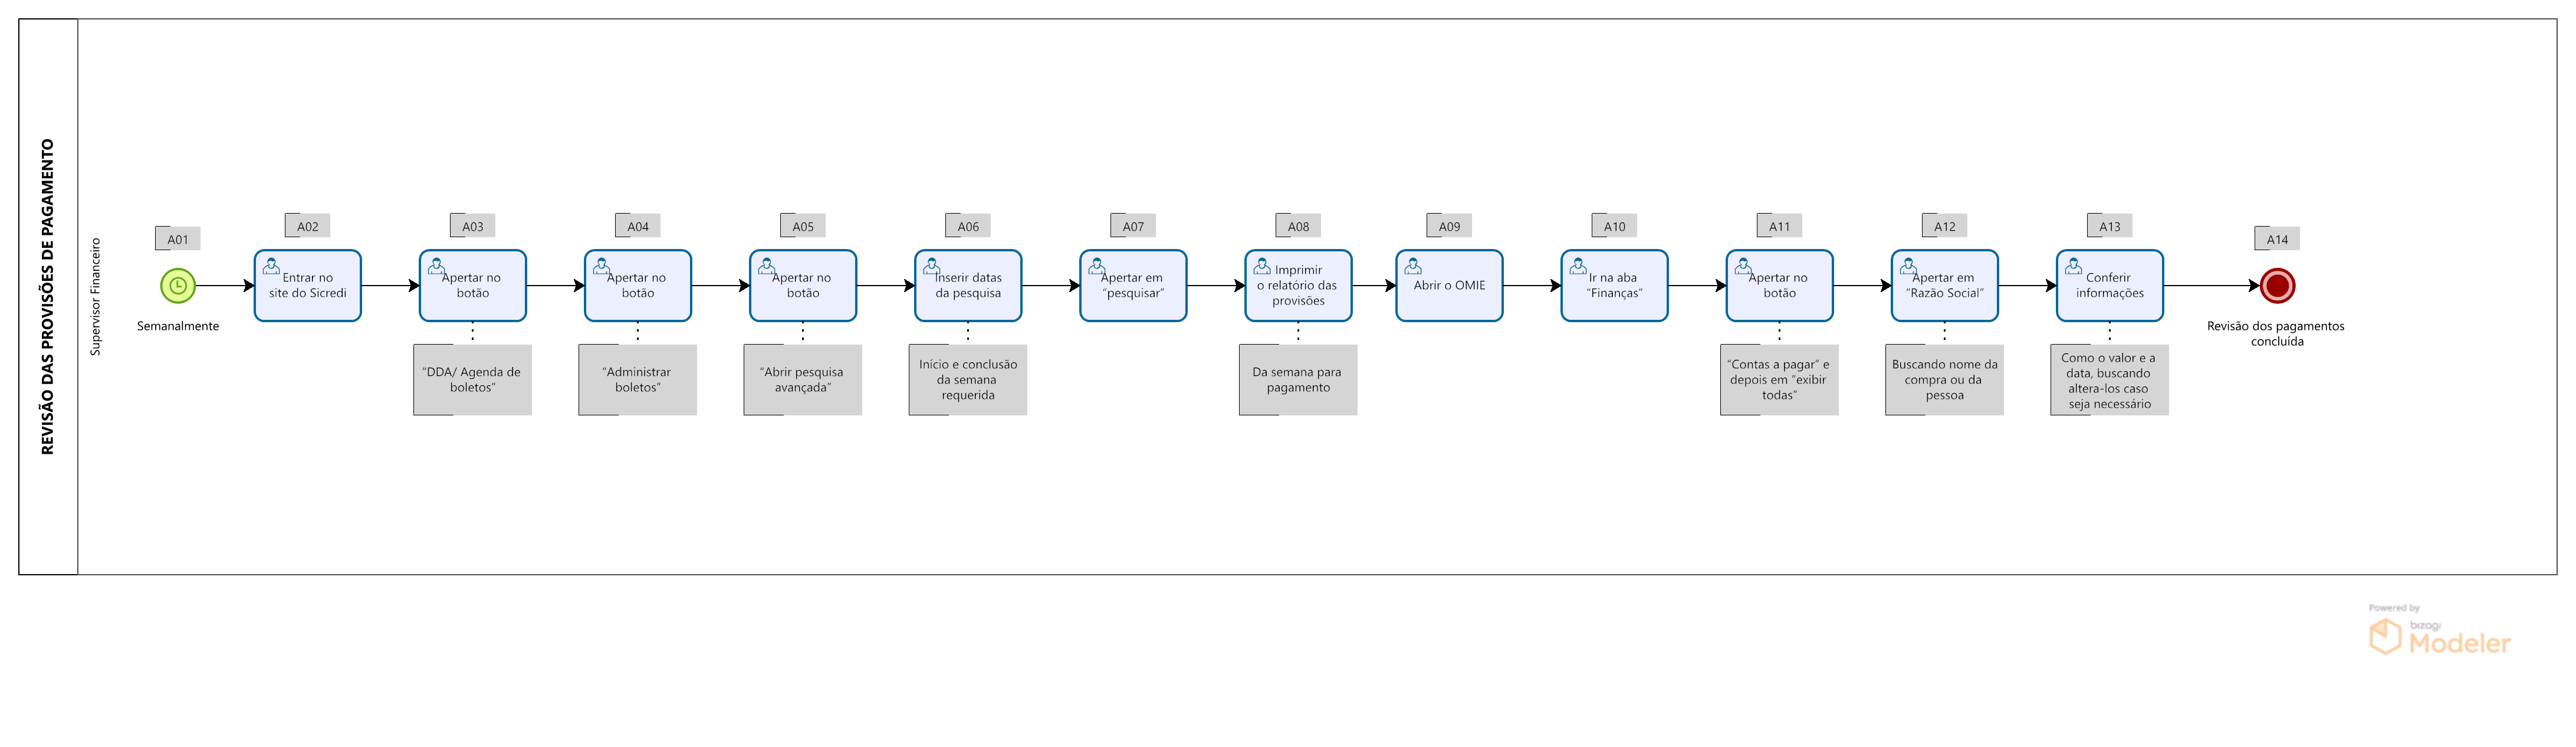 REVISÃO DAS PROVISÕES DE PAGAMENTO
Supervisor Financeiro
A01
Semanalmente
A02
Entrar no
site do Sicredi
A03
Apertar no
botão
“DDA/ Agenda de
boletos”
A04
Apertar no
botão
“Administrar
boletos”
A05
Apertar no
botão
“Abrir pesquisa
avançada”
A06
Inserir datas
da pesquisa
Início e conclusão
da semana
requerida
A07
Apertar em
“pesquisar”
A08
Imprimir
o relatório das
provisões
Da semana para
pagamento
A09
Abrir o OMIE
A10
Ir na aba
“Finanças”
A11
Apertar no
botão
“Contas a pagar” e
depois em “exibir
todas”
A12
Apertar em
“Razão Social”
Buscando nome da
compra ou da
pessoa
A13
Conferir
informações
Como o valor e a
data, buscando
altera-los caso
seja necessário
A14
Revisão dos pagamentos
concluída
Powered by
bizagi
Modeler